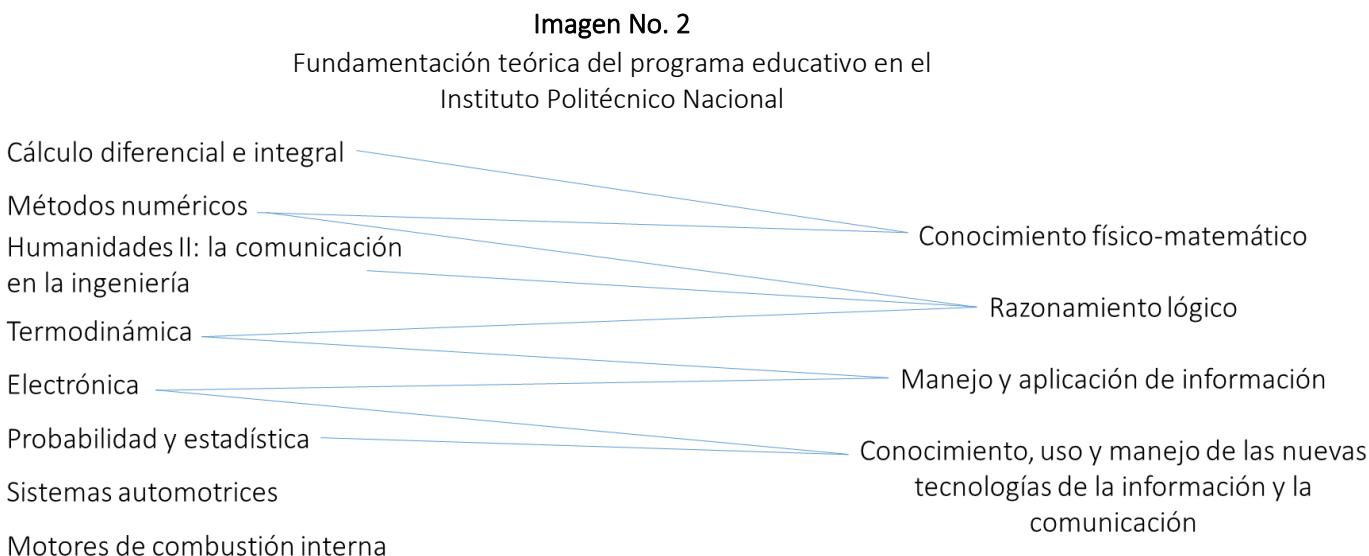 Imagen No. 2
Fundamentación teórica del programa educativo en el
Instituto Politécnico Nacional
Cálculo diferencial e integral
Métodos numéricos
Humanidades II: la comunicación
en la ingeniería
Termodinámica
Electrónica
Probabilidad y estadística
Sistemas automotrices
Motores de combustión interna
Conocimiento físico-matemático
Razonamiento lógico
Manejo y aplicación de información
Conocimiento, uso y manejo de las nuevas
tecnologías de la información y la
comunicación